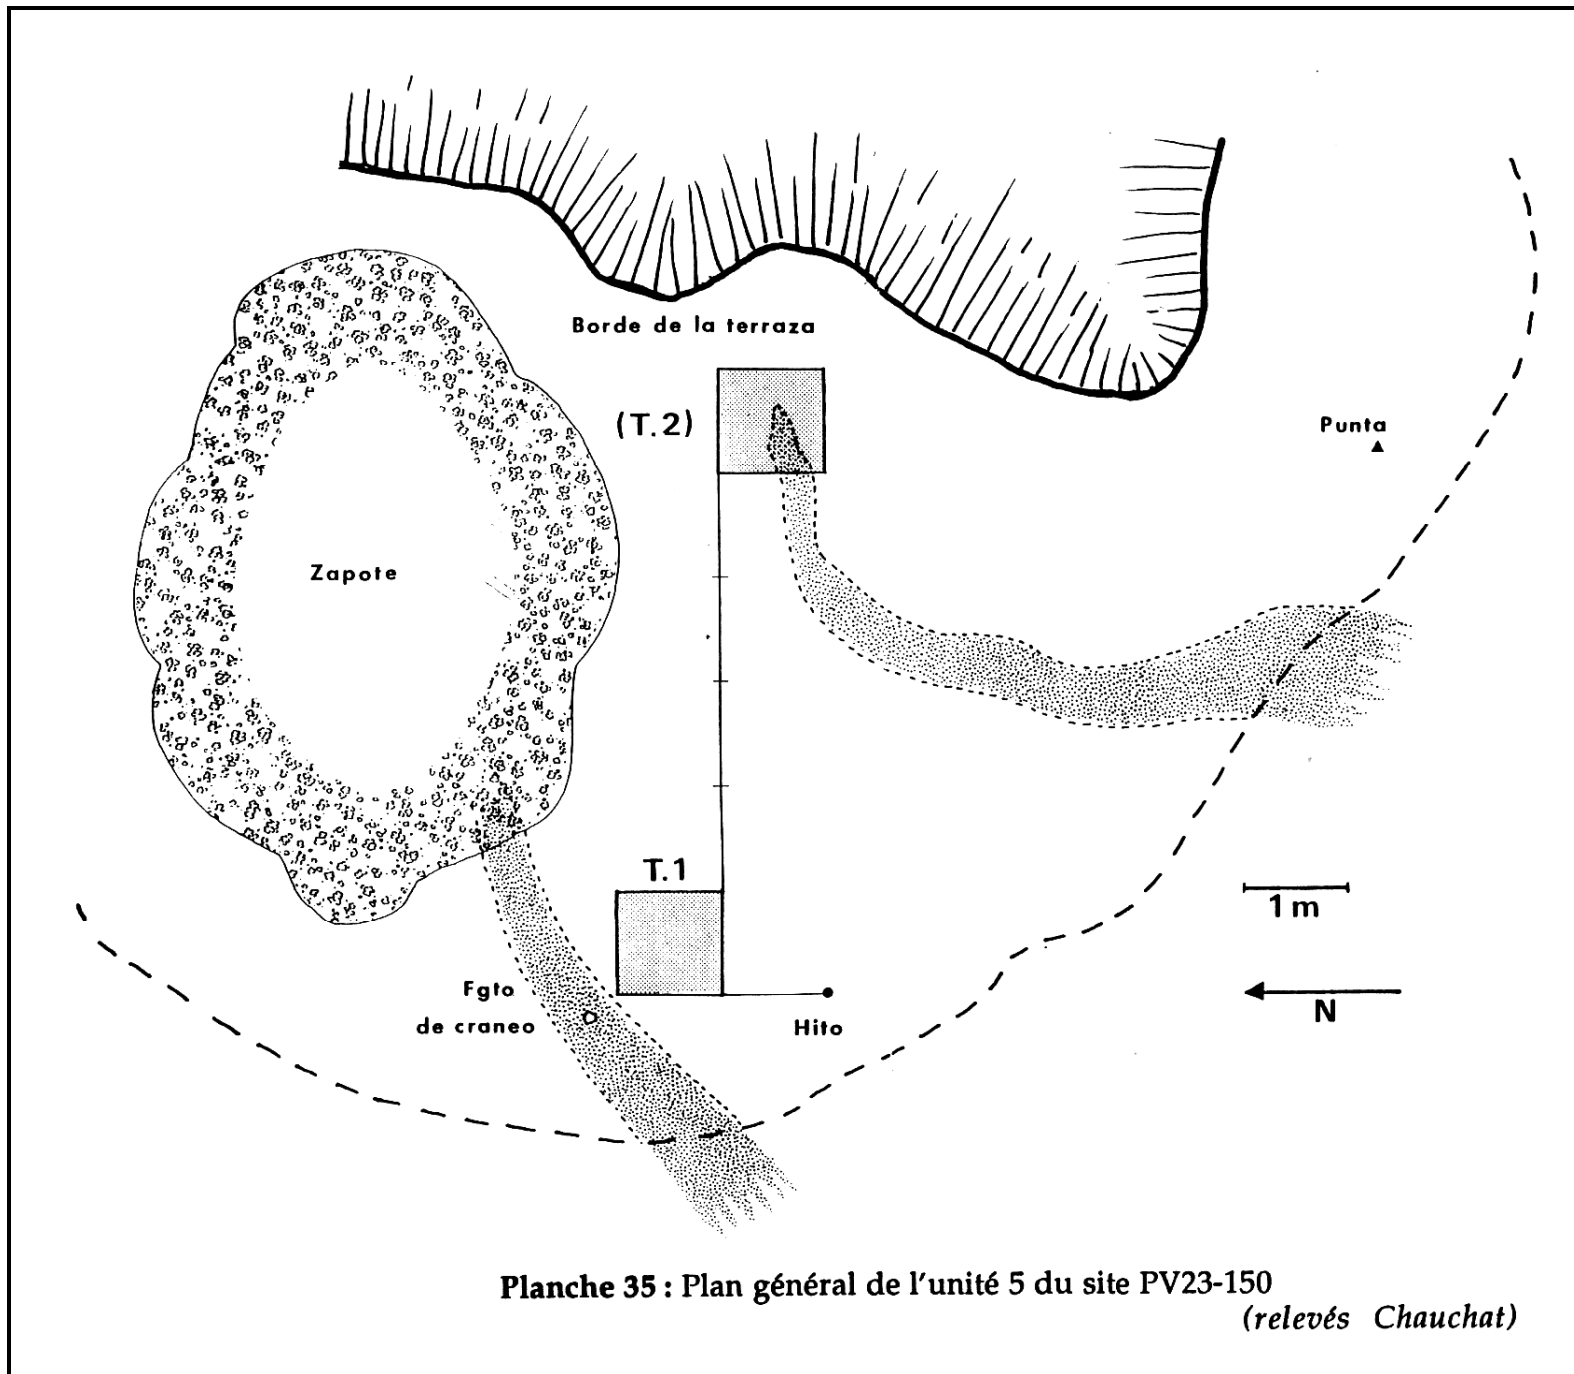 Borde de la terraza
(T.2)
Punta
Zapote
T.1
1 m
Fgto
de craneo
Hito
N
Planche 35 : Plan général de l'unité 5 du site PV23-150
(relevés Chauchat)